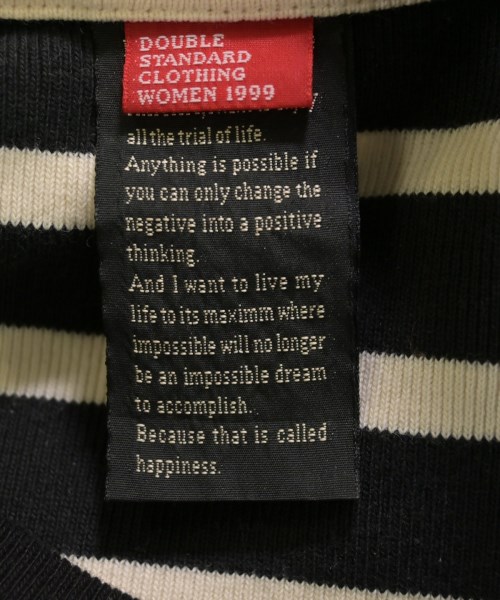 DOUBLE
STANDARD
CLOTHING
WOMEN 1999
all the trial of life.
Anything is possible if
you can only change the
negative into a positive
thinking.
And I want to live my
life to its maximm where
impossible will no longer
be an impossible dream
to accomplish.
Because that is called
happiness.